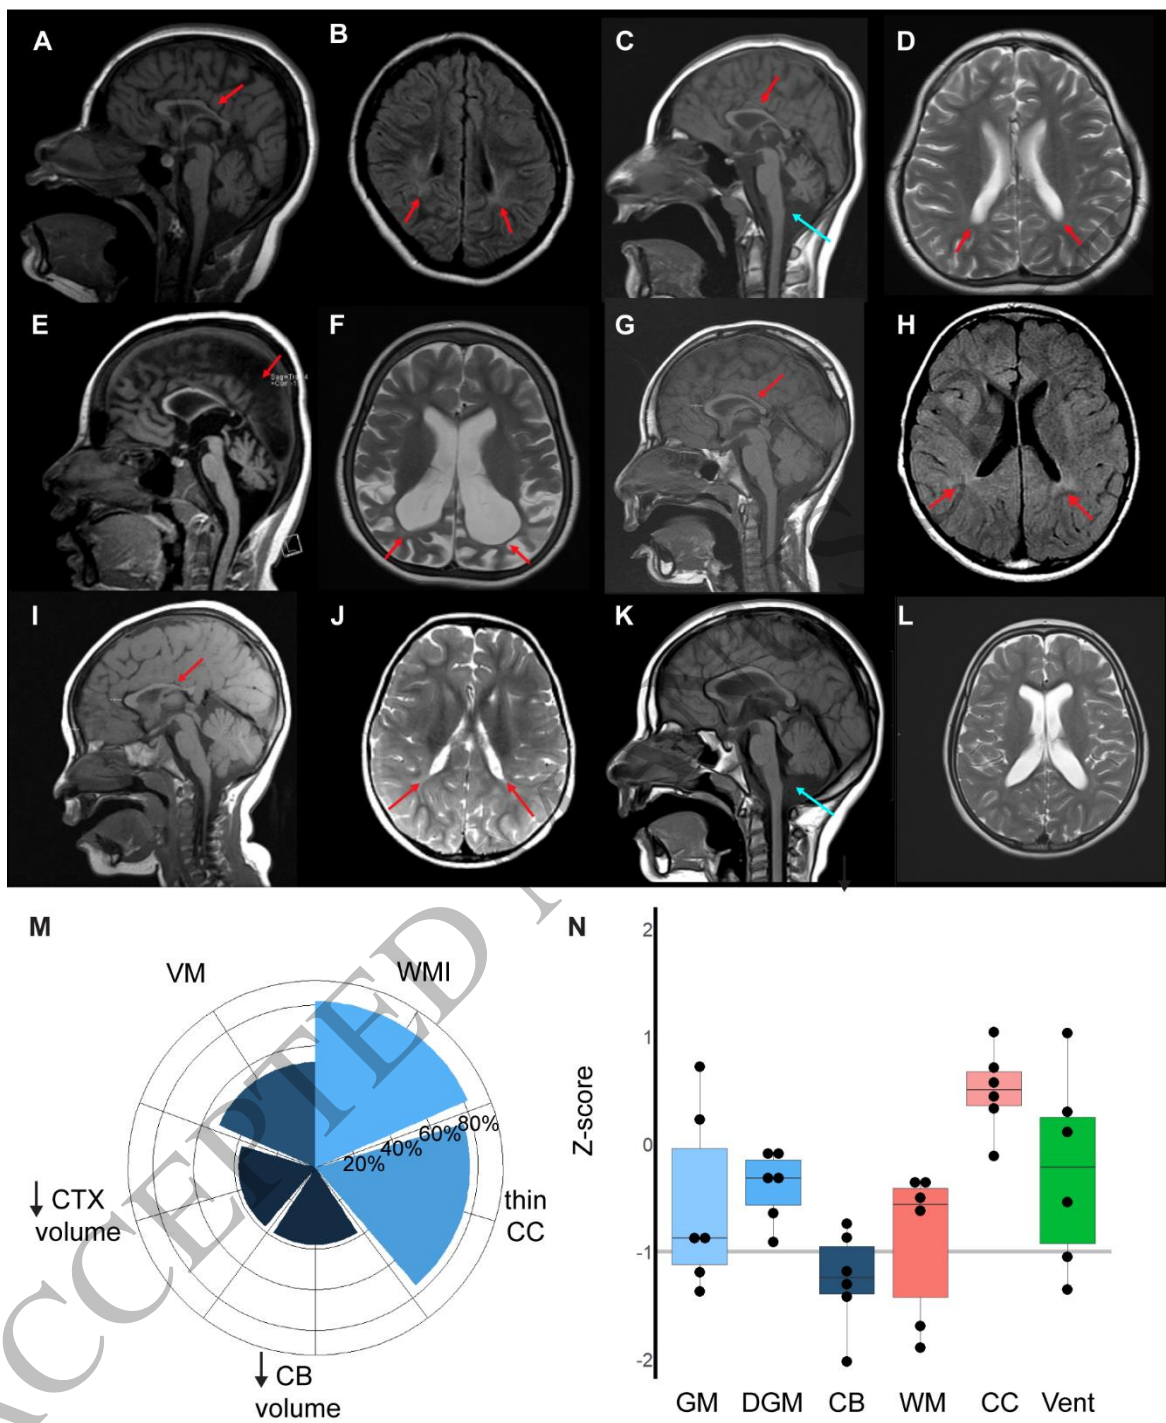 A
B
C
D
E
F
G
H
I
J
K
L
M
VM
WMI
20%
40%
60%
80%
↓ CTX
volume
thin
CC
↓ CB
volume
N
Z-score
2
1
0
-1
-2
GM DGM CB WM CC Vent
ACCEPTED